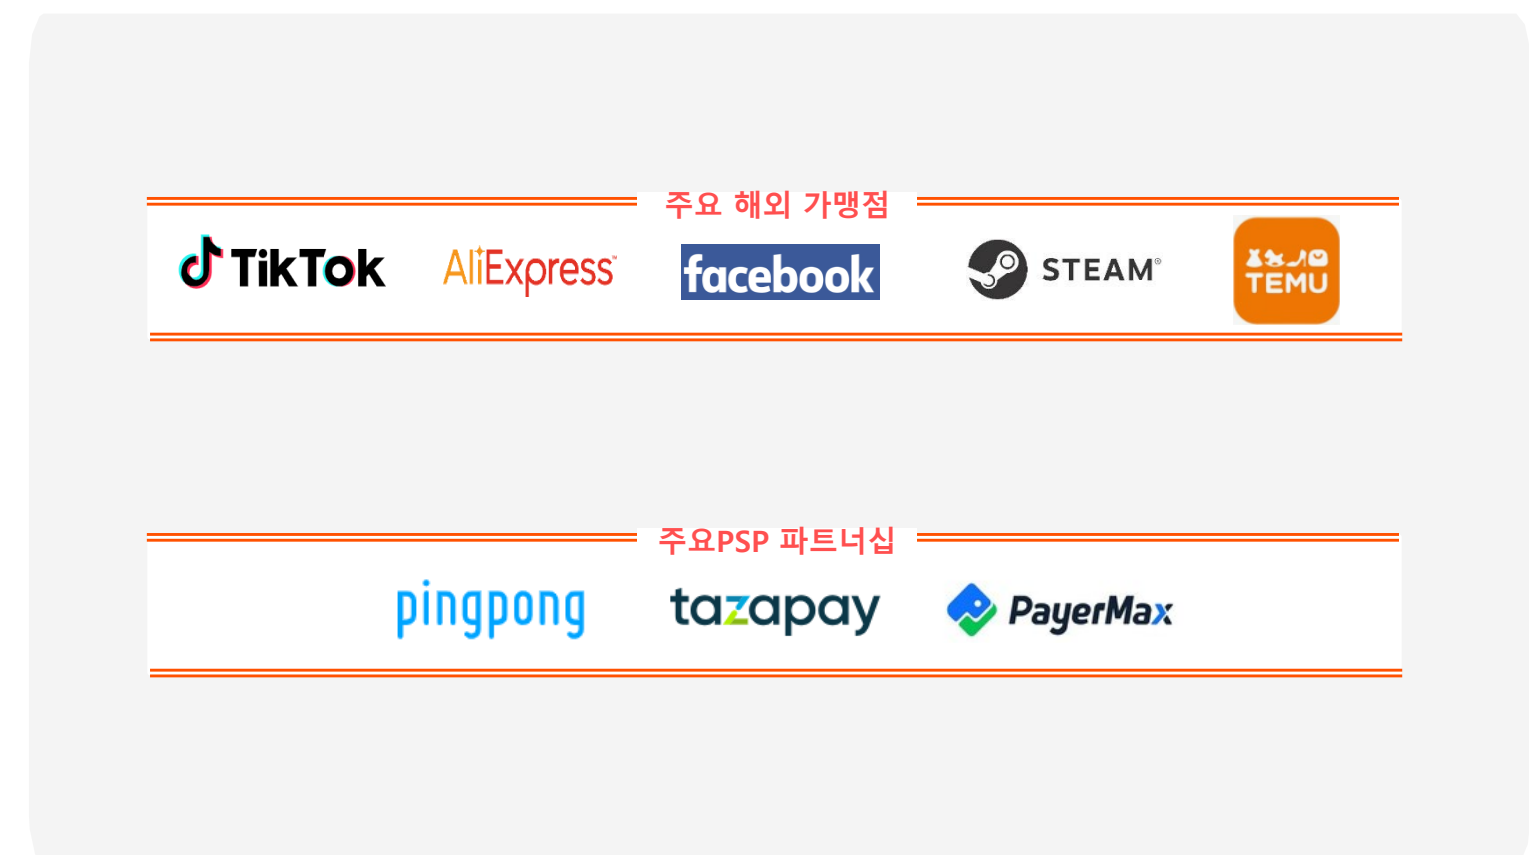 주요 해외 가맹점
TikTok AliExpress™ facebook STEAM® TEMU
주요PSP 파트너십
pingpong tazapay PayerMax